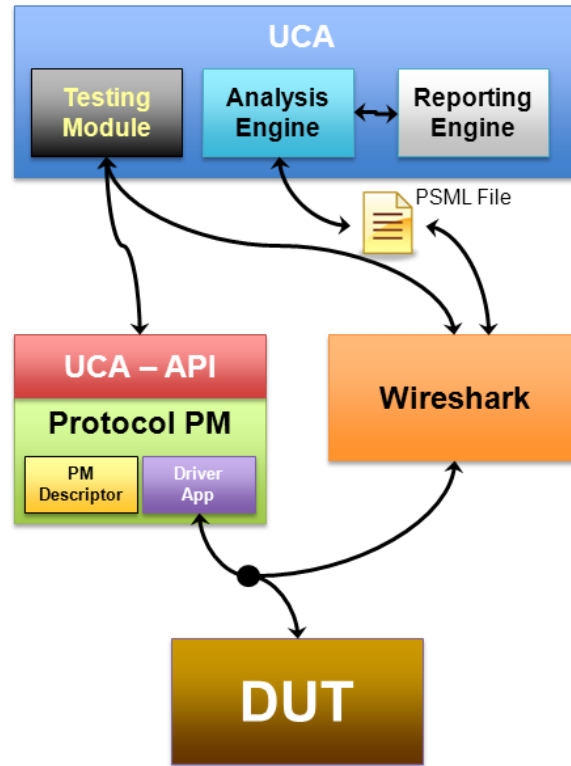 UCA
Testing
Module
Analysis
Engine
Reporting
Engine
PSML File
UCA – API
Protocol PM
PM
Descriptor
Driver
App
Wireshark
DUT